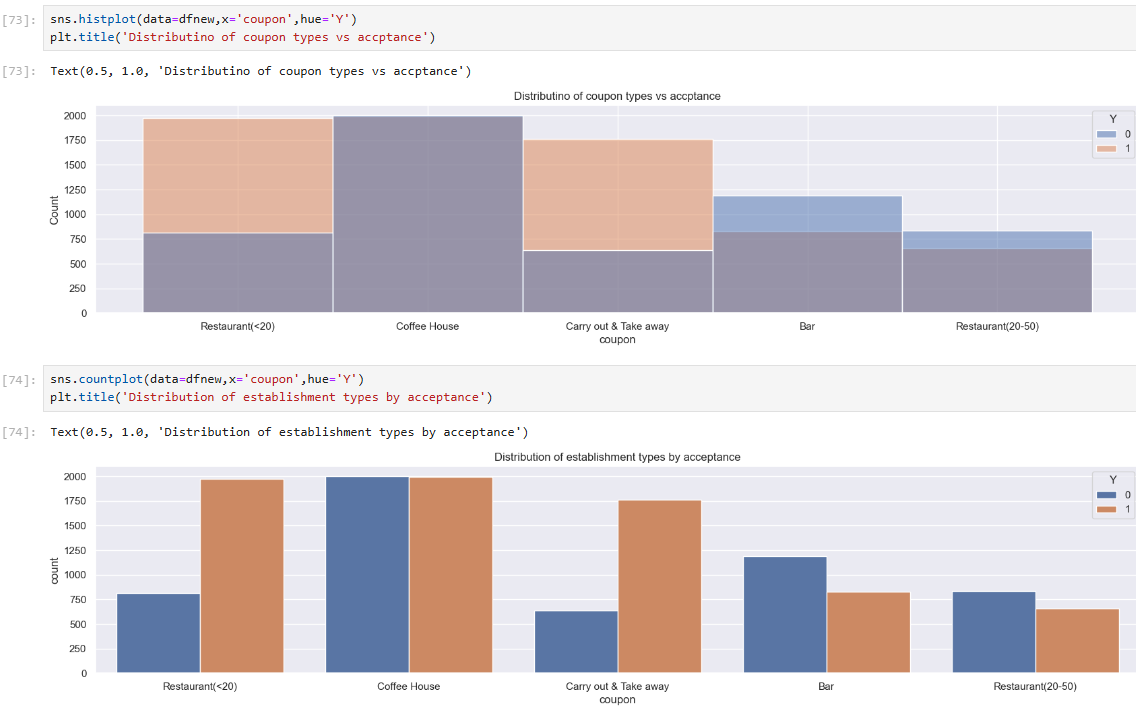 [73]: sns.histplot(data=dfnew,x='coupon',hue='Y')
plt.title('Distributino of coupon types vs accptance')
[73]: Text(0.5, 1.0, 'Distributino of coupon types vs accptance')
Distributino of coupon types vs accptance
2000
1750
1500
1250
1000
750
500
250
0
Count
Y
0
1
Restaurant(<20) Coffee House Carry out & Take away Bar Restaurant(20-50)
coupon
[74]: sns.countplot(data=dfnew,x='coupon',hue='Y')
plt.title('Distribution of establishment types by acceptance')
[74]: Text(0.5, 1.0, 'Distribution of establishment types by acceptance')
Distribution of establishment types by acceptance
2000
1750
1500
1250
1000
750
500
250
0
count
Y
0
1
Restaurant(<20) Coffee House Carry out & Take away Bar Restaurant(20-50)
coupon